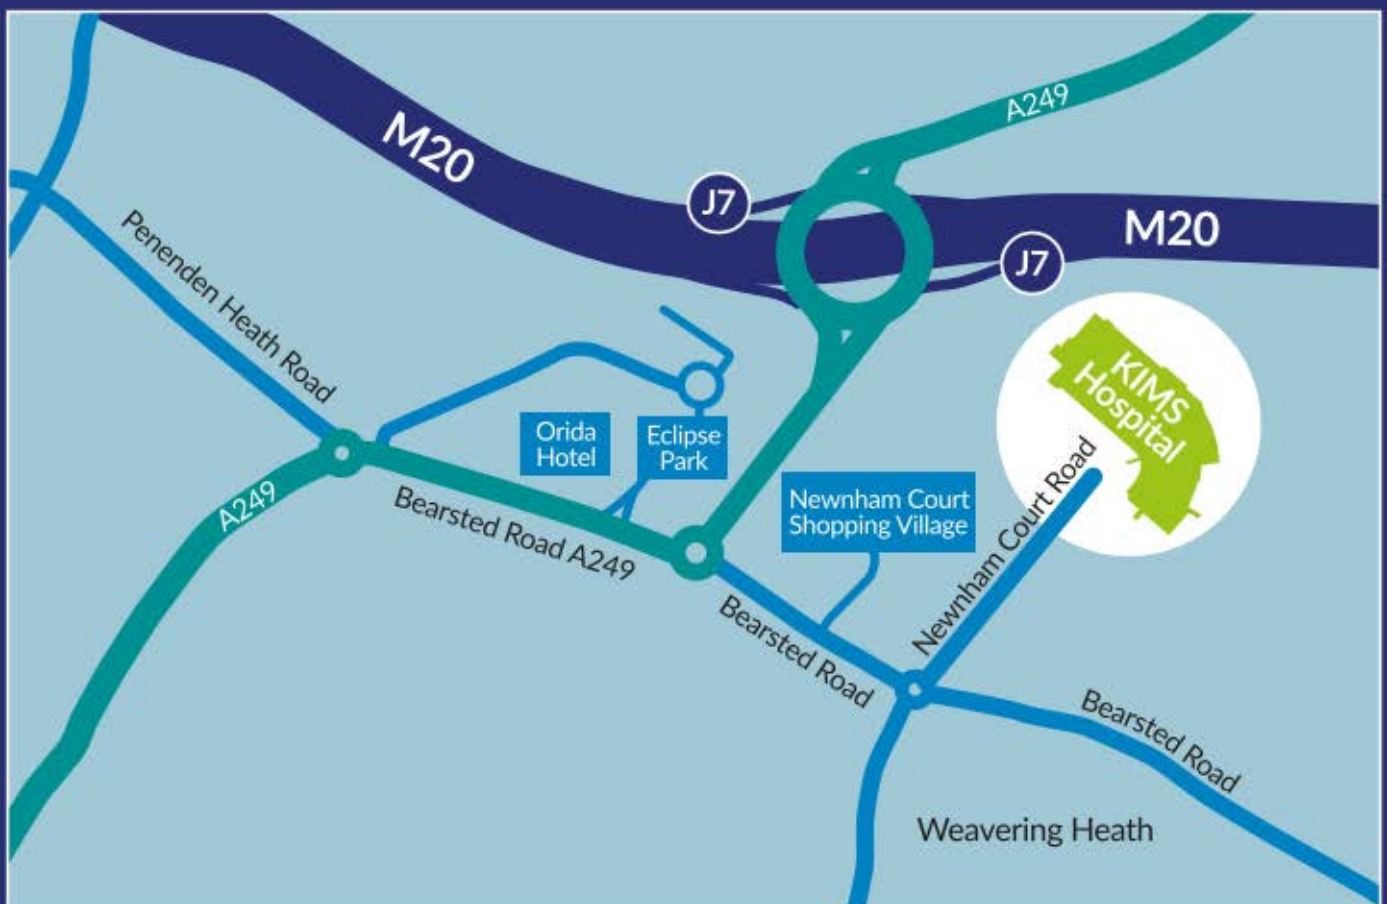 A249
M20
J7
M20
J7
Penenden Heath Road
KIMS
Hospital
Orida
Hotel
Eclipse
Park
A249
Bearsted Road A249
Newnham Court
Shopping Village
Newnham Court Road
Bearsted Road
Bearsted Road
Weavering Heath